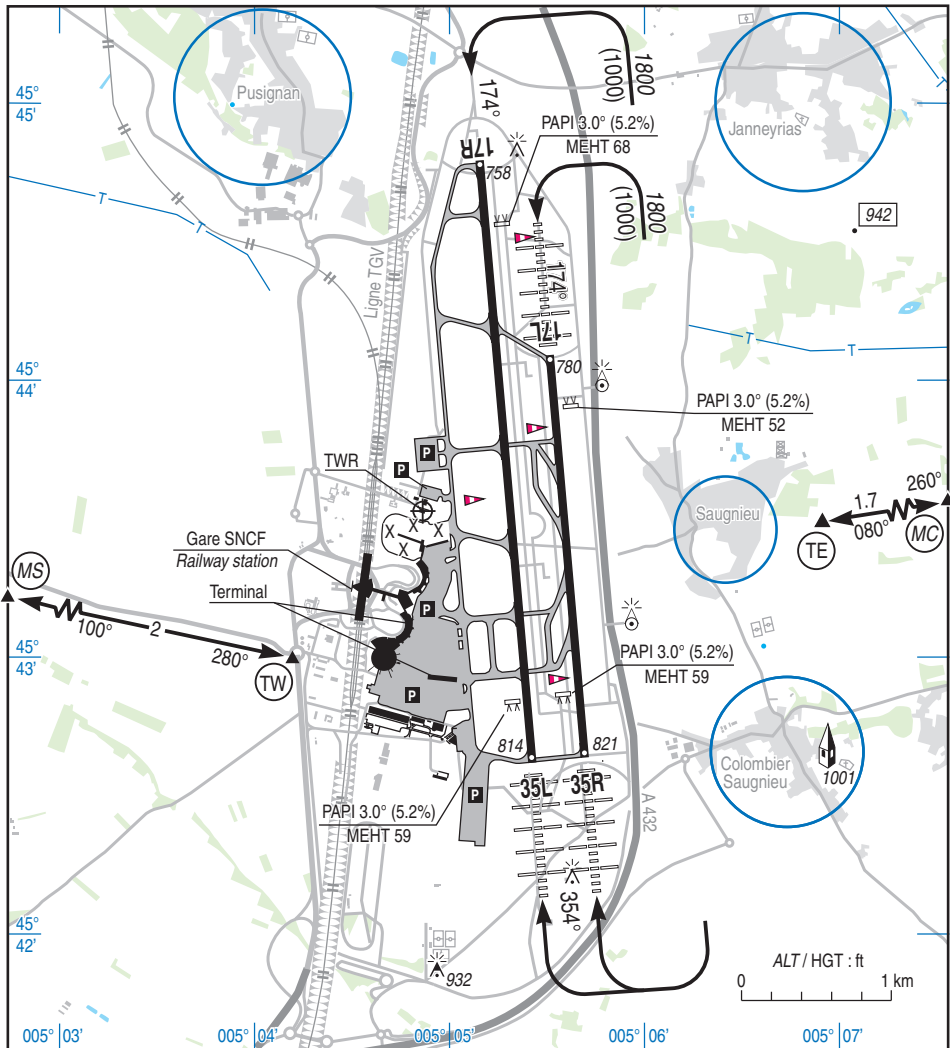 Pusignan
Janneyrias
1800
(1000)
45°
45'
174°
17R
758
PAPI 3.0° (5.2%)
MEHT 68
1800
(1000)
942
T
T
T
T
Ligne TGV
174°
17L
780
45°
44'
PAPI 3.0° (5.2%)
MEHT 52
P
P
TWR
X
X
X
Saugnieu
260°
1.7
080°
TE
MC
Gare SNCF
Railway station
Terminal
P
MS
100°
2
280°
TW
45°
43'
PAPI 3.0° (5.2%)
MEHT 59
P
814
821
Colombier
Saugnieu
1001
35L
35R
P
PAPI 3.0° (5.2%)
MEHT 59
A 432
354°
45°
42'
932
ALT / HGT : ft
0
1 km
005° 03'
005° 04'
005° 05'
005° 06'
005° 07'